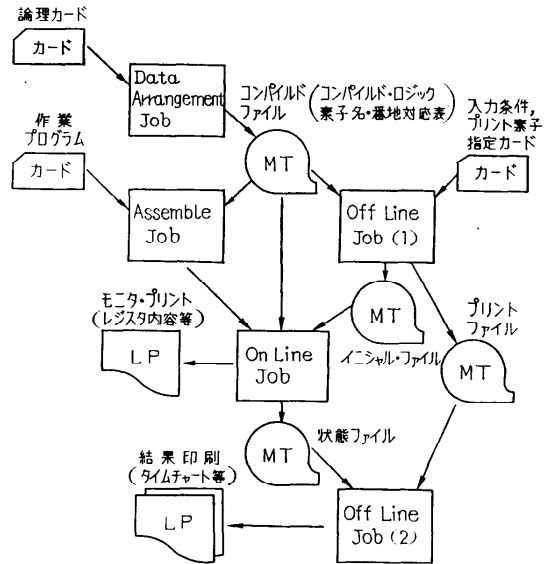 論理カード
カード
Data
Arrangement
Job
コンパイルド
ファイル
(コンパイルド・ロジック
素子名・番地対応表)
MT
入力条件,
プリント素子
指定カード
カード
作業
プログラム
カード
Assemble
Job
Off Line
Job (1)
モニタ・プリント
(レジスタ内容等)
LP
On Line
Job
MT
イニシャル・ファイル
プリント
ファイル
MT
MT
状態ファイル
結果印刷
(タイムチャート等)
LP
Off Line
Job (2)